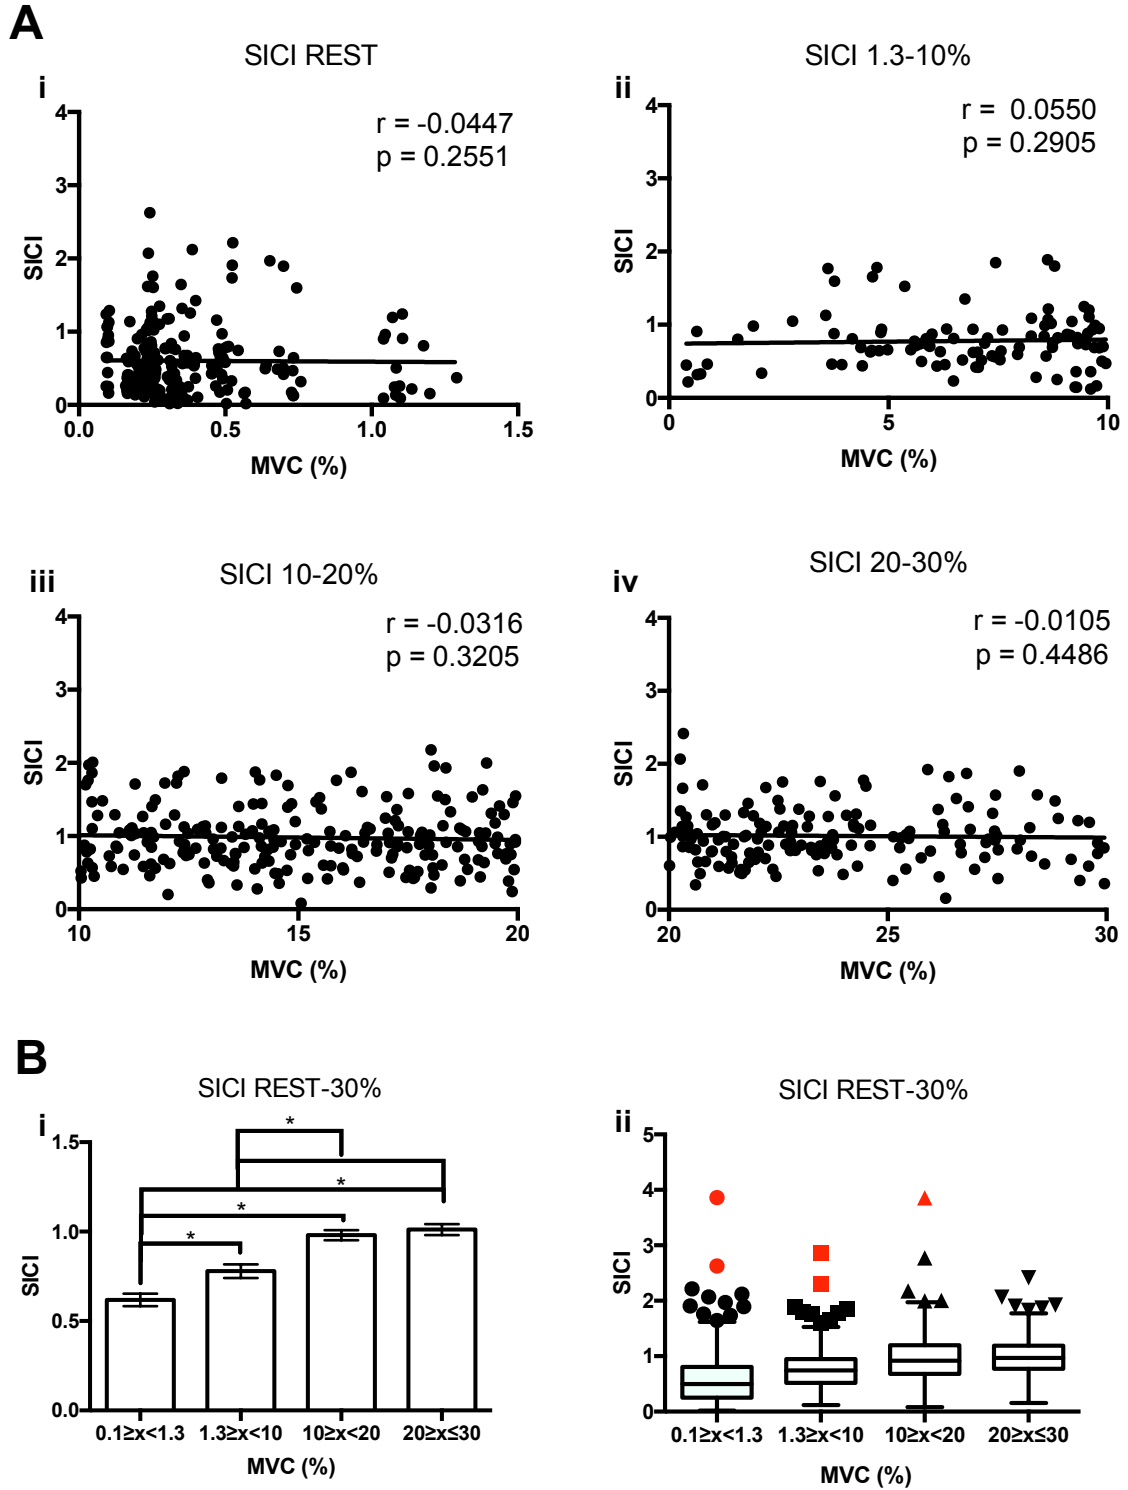 A
SICI REST
i
r = -0.0447
p = 0.2551
4
3
2
1
0
SICI
0.0 0.5 1.0 1.5
MVC (%)
SICI 1.3-10%
ii
r = 0.0550
p = 0.2905
4
3
2
1
0
SICI
0 5 10
MVC (%)
SICI 10-20%
iii
r = -0.0316
p = 0.3205
4
3
2
1
0
SICI
10 15 20
MVC (%)
SICI 20-30%
iv
r = -0.0105
p = 0.4486
4
3
2
1
0
SICI
20 25 30
MVC (%)
B
SICI REST-30%
i
1.5
1.0
0.5
0.0
SICI
*
*
*
*
0.1≥x<1.3 1.3≥x<10 10≥x<20 20≥x≤30
MVC (%)
SICI REST-30%
ii
5
4
3
2
1
0
SICI
0.1≥x<1.3 1.3≥x<10 10≥x<20 20≥x≤30
MVC (%)